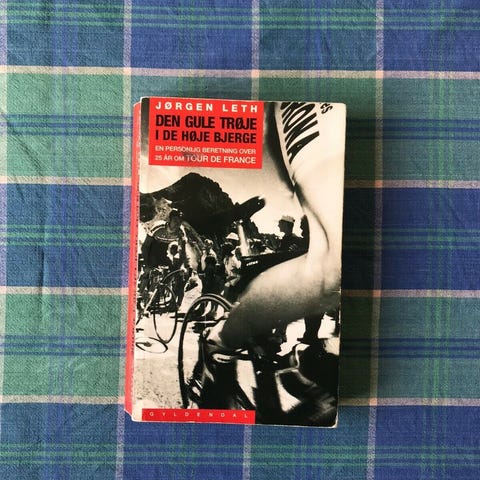 JØRGEN LETH
DEN GULE TRØJE
I DE HØJE BJERGE
EN PERSONLIG BERETNING OVER
25 ÅR OM TOUR DE FRANCE
RONA
GYLDENDAL